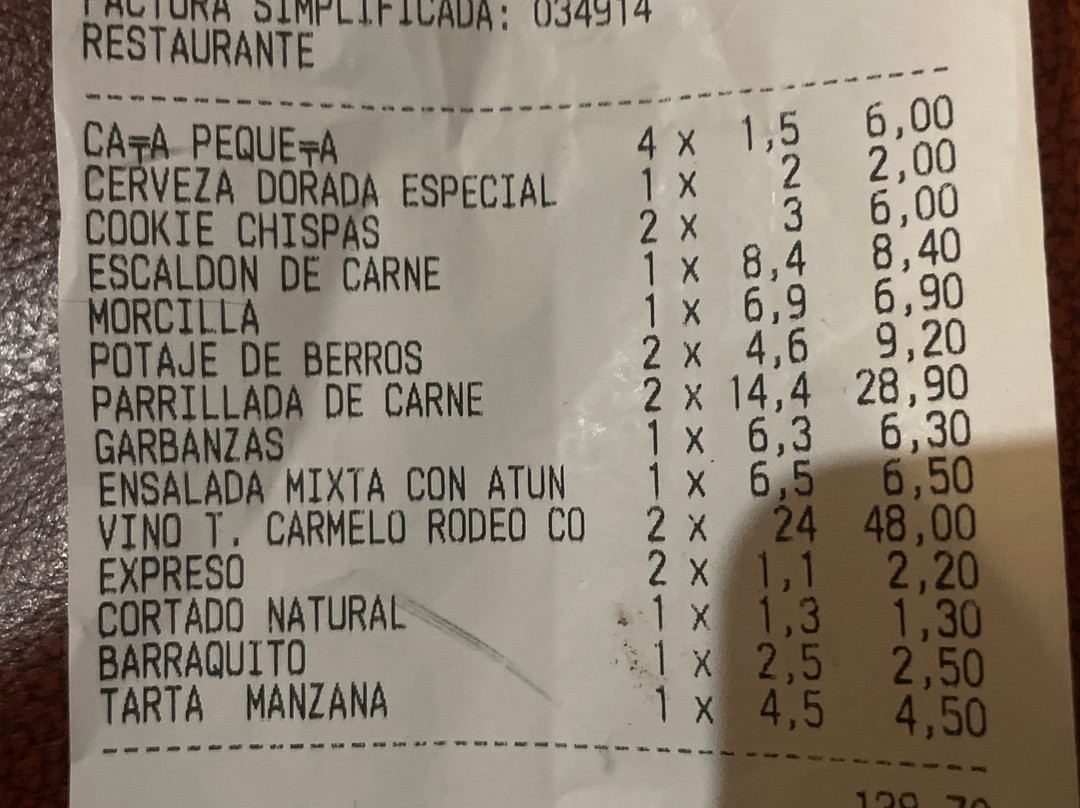 FACTURA SIMPLIFICADA: 034914
RESTAURANTE
CA╤A PEQUE╤A 4 x 1,5 6,00
CERVEZA DORADA ESPECIAL 1 x 2 2,00
COOKIE CHISPAS 2 x 3 6,00
ESCALDON DE CARNE 1 x 8,4 8,40
MORCILLA 1 x 6,9 6,90
POTAJE DE BERROS 2 x 4,6 9,20
PARRILLADA DE CARNE 2 x 14,4 28,90
GARBANZAS 1 x 6,3 6,30
ENSALADA MIXTA CON ATUN 1 x 6,5 6,50
VINO T. CARMELO RODEO CO 2 x 24 48,00
EXPRESO 2 x 1,1 2,20
CORTADO NATURAL 1 x 1,3 1,30
BARRAQUITO 1 x 2,5 2,50
TARTA MANZANA 1 x 4,5 4,50